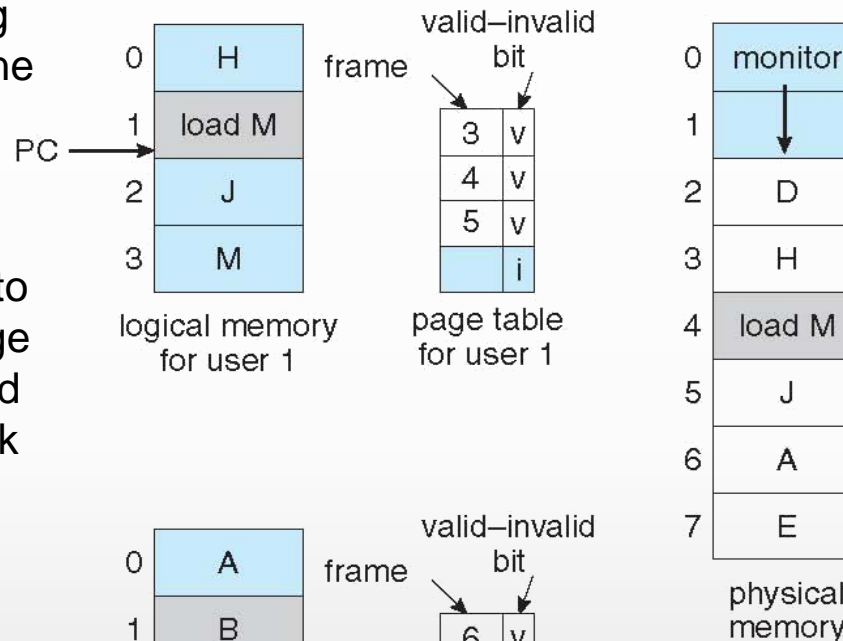 to
valid–invalid
bit
frame
0 H
1 load M
PC
2 J
3 M
logical memory
for user 1
3 v
4 v
5 v
i
page table
for user 1
0 monitor
1
2 D
3 H
4 load M
5 J
6 A
7 E
physical
memory
valid–invalid
bit
frame
0 A
1 B
6 v